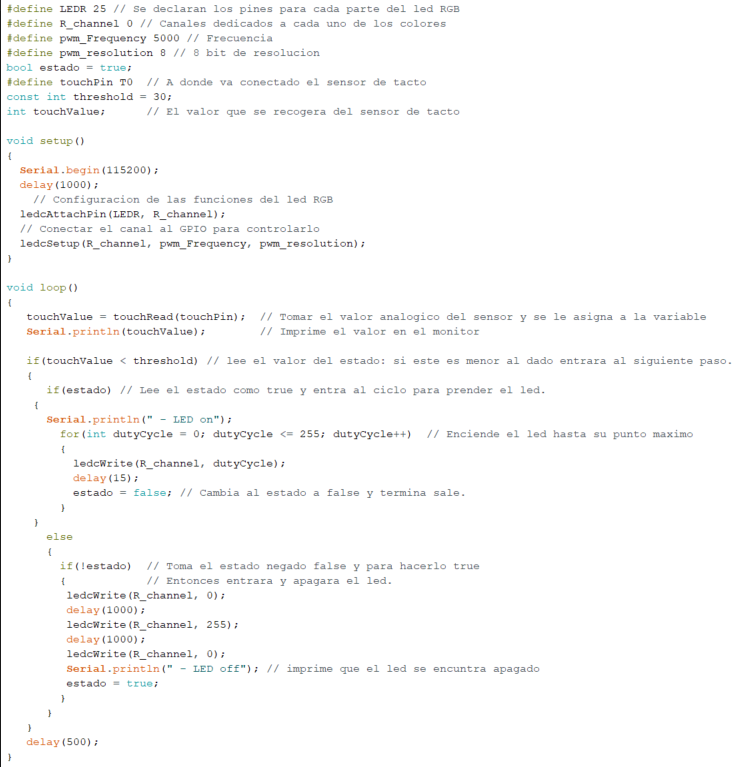 #define LEDR 25 // Se declaran los pines para cada parte del led RGB
#define R_channel 0 // Canales dedicados a cada uno de los colores
#define pwm_Frequency 5000 // Frecuencia
#define pwm_resolution 8 // 8 bit de resolucion
bool estado = true;
#define touchPin T0  // A donde va conectado el sensor de tacto
const int threshold = 30;
int touchValue;      // El valor que se recogera del sensor de tacto

void setup()
{
  Serial.begin(115200);
  delay(1000);
    // Configuracion de las funciones del led RGB
  ledcAttachPin(LEDR, R_channel);
  // Conectar el canal al GPIO para controlarlo
  ledcSetup(R_channel, pwm_Frequency, pwm_resolution);
}

void loop()
{
   touchValue = touchRead(touchPin);  // Tomar el valor analogico del sensor y se le asigna a la variable
   Serial.println(touchValue);        // Imprime el valor en el monitor

   if(touchValue < threshold) // lee el valor del estado: si este es menor al dado entrara al siguiente paso.
   {
      if(estado) // Lee el estado como true y entra al ciclo para prender el led.
    {
      Serial.println(" - LED on");
        for(int dutyCycle = 0; dutyCycle <= 255; dutyCycle++)  // Enciende el led hasta su punto maximo
        {
          ledcWrite(R_channel, dutyCycle);
          delay(15);
          estado = false; // Cambia al estado a false y termina sale.
        }
    }
      else
      {
        if(!estado)  // Toma el estado negado false y para hacerlo true
        {            // Entonces entrara y apagara el led.
         ledcWrite(R_channel, 0);
         delay(1000);
         ledcWrite(R_channel, 255);
         delay(1000);
         ledcWrite(R_channel, 0);
         Serial.println(" - LED off"); // imprime que el led se encuntra apagado
         estado = true;
        }
      }
   }
   delay(500);
}